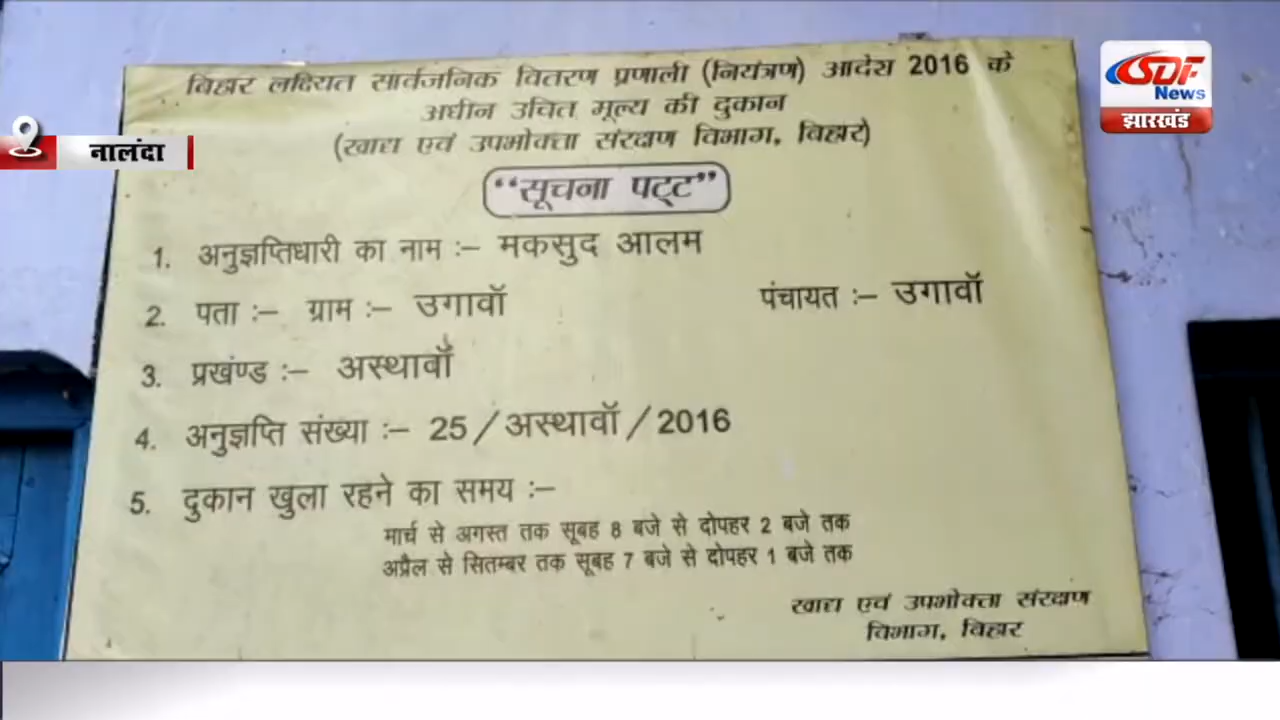 बिहार लक्षियत सार्वजनिक वितरण प्रणाली (नियंत्रण) आदेश 2016 के
अधीन उचित मूल्य की दुकान
(खाद्य एवं उपभोक्ता संरक्षण विभाग, बिहार)
SDF
News
झारखंड
नालंदा
“सूचना पट्ट”
1. अनुज्ञप्तिधारी का नाम :– मकसुद आलम
2. पता :– ग्राम :– उगावॉ पंचायत :– उगावॉ
3. प्रखंण्ड :– अस्थावॉं
4. अनुज्ञप्ति संख्या :– 25 / अस्थावॉ / 2016
5. दुकान खुला रहने का समय :–
मार्च से अगस्त तक सूबह 8 बजे से दोपहर 2 बजे तक
अप्रैल से सितम्बर तक सूबह 7 बजे से दोपहर 1 बजे तक
खाद्य एवं उपभोक्ता संरक्षण
विभाग, बिहार